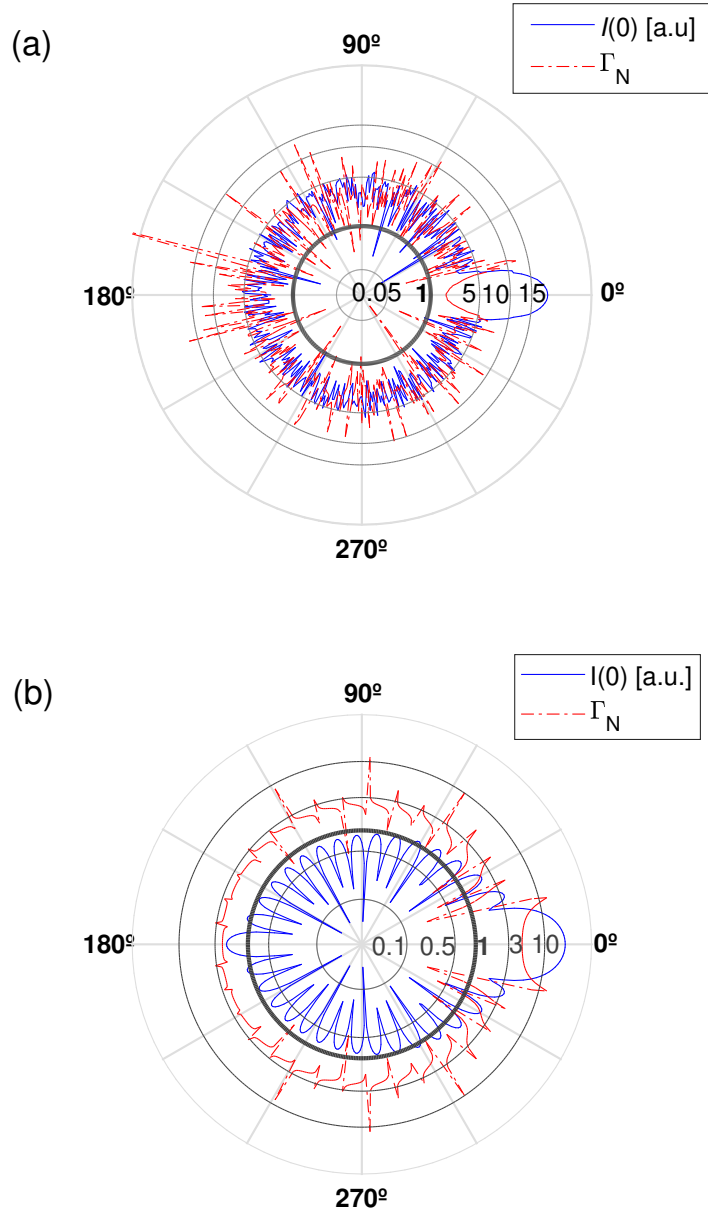 (a)
I(0) [a.u]
Γ_N
90º
180º
0.05 1 5 10 15
0º
270º
(b)
I(0) [a.u.]
Γ_N
90º
180º
0.1 0.5 1 3 10
0º
270º